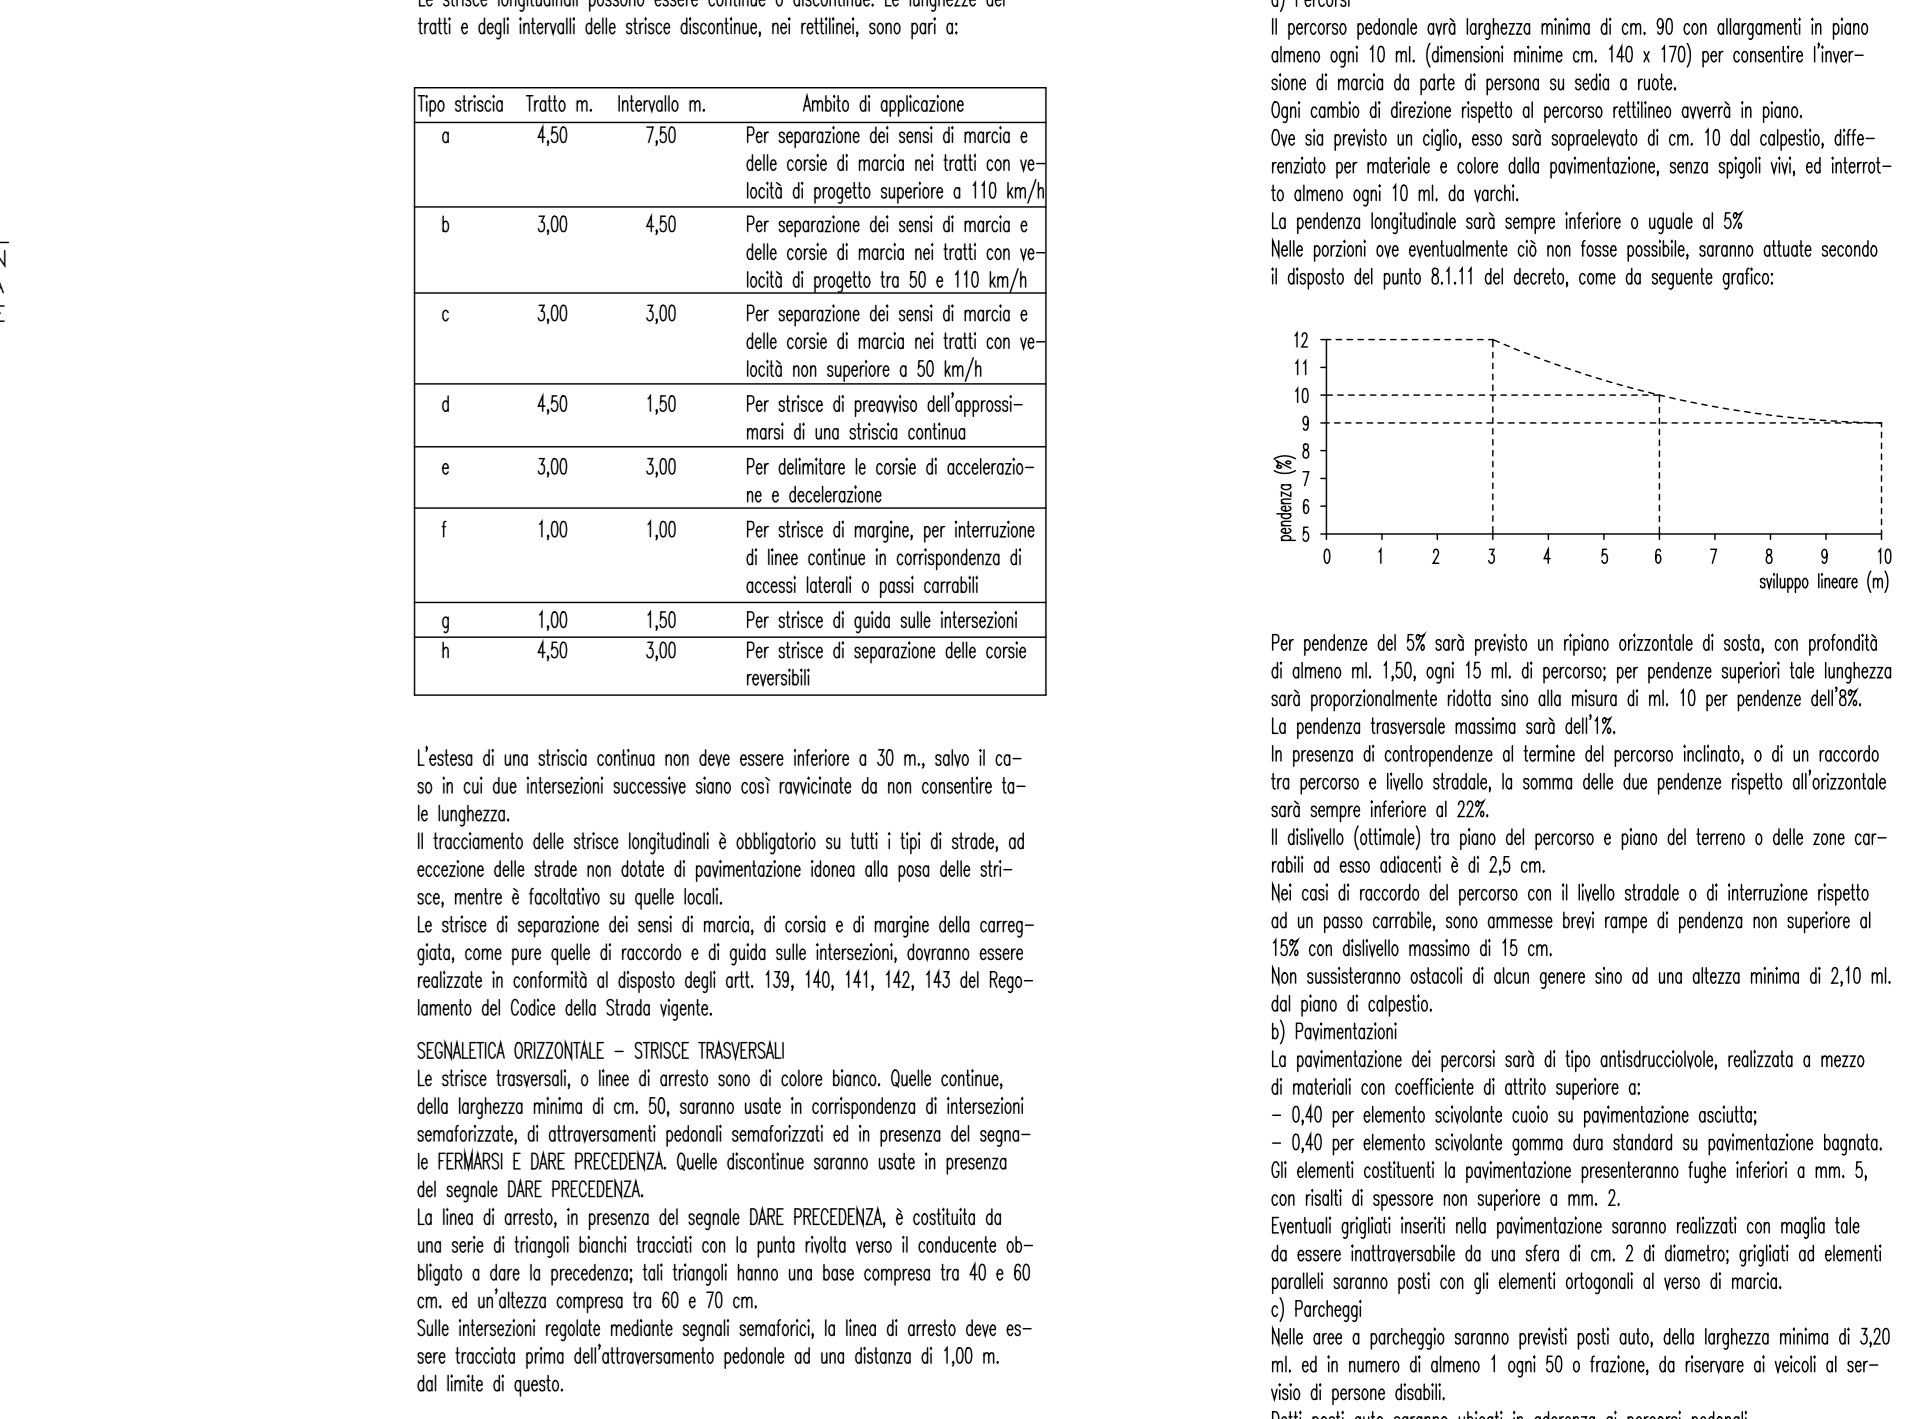 Le strisce longitudinali possono essere continue o discontinue. Le lunghezze dei
tratti e degli intervalli delle strisce discontinue, nei rettilinei, sono pari a:
Tipo striscia Tratto m. Intervallo m. Ambito di applicazione
a 4,50 7,50 Per separazione dei sensi di marcia e
delle corsie di marcia nei tratti con ve-
locità di progetto superiore a 110 km/h
b 3,00 4,50 Per separazione dei sensi di marcia e
delle corsie di marcia nei tratti con ve-
locità di progetto tra 50 e 110 km/h
c 3,00 3,00 Per separazione dei sensi di marcia e
delle corsie di marcia nei tratti con ve-
locità non superiore a 50 km/h
d 4,50 1,50 Per strisce di preavviso dell'approssi-
marsi di una striscia continua
e 3,00 3,00 Per delimitare le corsie di accelerazio-
ne e decelerazione
f 1,00 1,00 Per strisce di margine, per interruzione
di linee continue in corrispondenza di
accessi laterali o passi carrabili
g 1,00 1,50 Per strisce di guida sulle intersezioni
h 4,50 3,00 Per strisce di separazione delle corsie
reversibili
L'estesa di una striscia continua non deve essere inferiore a 30 m., salvo il ca-
so in cui due intersezioni successive siano così ravvicinate da non consentire ta-
le lunghezza.
Il tracciamento delle strisce longitudinali è obbligatorio su tutti i tipi di strade, ad
eccezione delle strade non dotate di pavimentazione idonea alla posa delle stri-
sce, mentre è facoltativo su quelle locali.
Le strisce di separazione dei sensi di marcia, di corsia e di margine della carreg-
giata, come pure quelle di raccordo e di guida sulle intersezioni, dovranno essere
realizzate in conformità al disposto degli artt. 139, 140, 141, 142, 143 del Rego-
lamento del Codice della Strada vigente.
SEGNALETICA ORIZZONTALE - STRISCE TRASVERSALI
Le strisce trasversali, o linee di arresto sono di colore bianco. Quelle continue,
della larghezza minima di cm. 50, saranno usate in corrispondenza di intersezioni
semaforizzate, di attraversamenti pedonali semaforizzati ed in presenza del segna-
le FERMARSI E DARE PRECEDENZA. Quelle discontinue saranno usate in presenza
del segnale DARE PRECEDENZA.
La linea di arresto, in presenza del segnale DARE PRECEDENZA, è costituita da
una serie di triangoli bianchi tracciati con la punta rivolta verso il conducente ob-
bligato a dare la precedenza; tali triangoli hanno una base compresa tra 40 e 60
cm. ed un'altezza compresa tra 60 e 70 cm.
Sulle intersezioni regolate mediante segnali semaforici, la linea di arresto deve es-
sere tracciata prima dell'attraversamento pedonale ad una distanza di 1,00 m.
dal limite di questo.
a) Percorsi
Il percorso pedonale avrà larghezza minima di cm. 90 con allargamenti in piano
almeno ogni 10 ml. (dimensioni minime cm. 140 x 170) per consentire l'inver-
sione di marcia da parte di persona su sedia a ruote.
Ogni cambio di direzione rispetto al percorso rettilineo avverrà in piano.
Ove sia previsto un ciglio, esso sarà sopraelevato di cm. 10 dal calpestio, diffe-
renziato per materiale e colore dalla pavimentazione, senza spigoli vivi, ed interrot-
to almeno ogni 10 ml. da varchi.
La pendenza longitudinale sarà sempre inferiore o uguale al 5%
Nelle porzioni ove eventualmente ciò non fosse possibile, saranno attuate secondo
il disposto del punto 8.1.11 del decreto, come da seguente grafico:
12
11
10
9
8
7
6
5
pendenza (%)
0 1 2 3 4 5 6 7 8 9 10
sviluppo lineare (m)
Per pendenze del 5% sarà previsto un ripiano orizzontale di sosta, con profondità
di almeno ml. 1,50, ogni 15 ml. di percorso; per pendenze superiori tale lunghezza
sarà proporzionalmente ridotta sino alla misura di ml. 10 per pendenze dell'8%.
La pendenza trasversale massima sarà dell'1%.
In presenza di contropendenze al termine del percorso inclinato, o di un raccordo
tra percorso e livello stradale, la somma delle due pendenze rispetto all'orizzontale
sarà sempre inferiore al 22%.
Il dislivello (ottimale) tra piano del percorso e piano del terreno o delle zone car-
rabili ad esso adiacenti è di 2,5 cm.
Nei casi di raccordo del percorso con il livello stradale o di interruzione rispetto
ad un passo carrabile, sono ammesse brevi rampe di pendenza non superiore al
15% con dislivello massimo di 15 cm.
Non sussisteranno ostacoli di alcun genere sino ad una altezza minima di 2,10 ml.
dal piano di calpestio.
b) Pavimentazioni
La pavimentazione dei percorsi sarà di tipo antisdrucciolvole, realizzata a mezzo
di materiali con coefficiente di attrito superiore a:
- 0,40 per elemento scivolante cuoio su pavimentazione asciutta;
- 0,40 per elemento scivolante gomma dura standard su pavimentazione bagnata.
Gli elementi costituenti la pavimentazione presenteranno fughe inferiori a mm. 5,
con risalti di spessore non superiore a mm. 2.
Eventuali grigliati inseriti nella pavimentazione saranno realizzati con maglia tale
da essere inattraversabile da una sfera di cm. 2 di diametro; grigliati ad elementi
paralleli saranno posti con gli elementi ortogonali al verso di marcia.
c) Parcheggi
Nelle aree a parcheggio saranno previsti posti auto, della larghezza minima di 3,20
ml. ed in numero di almeno 1 ogni 50 o frazione, da riservare ai veicoli al ser-
visio di persone disabili.
Detti posti auto saranno ubicati in aderenza ai percorsi pedonali